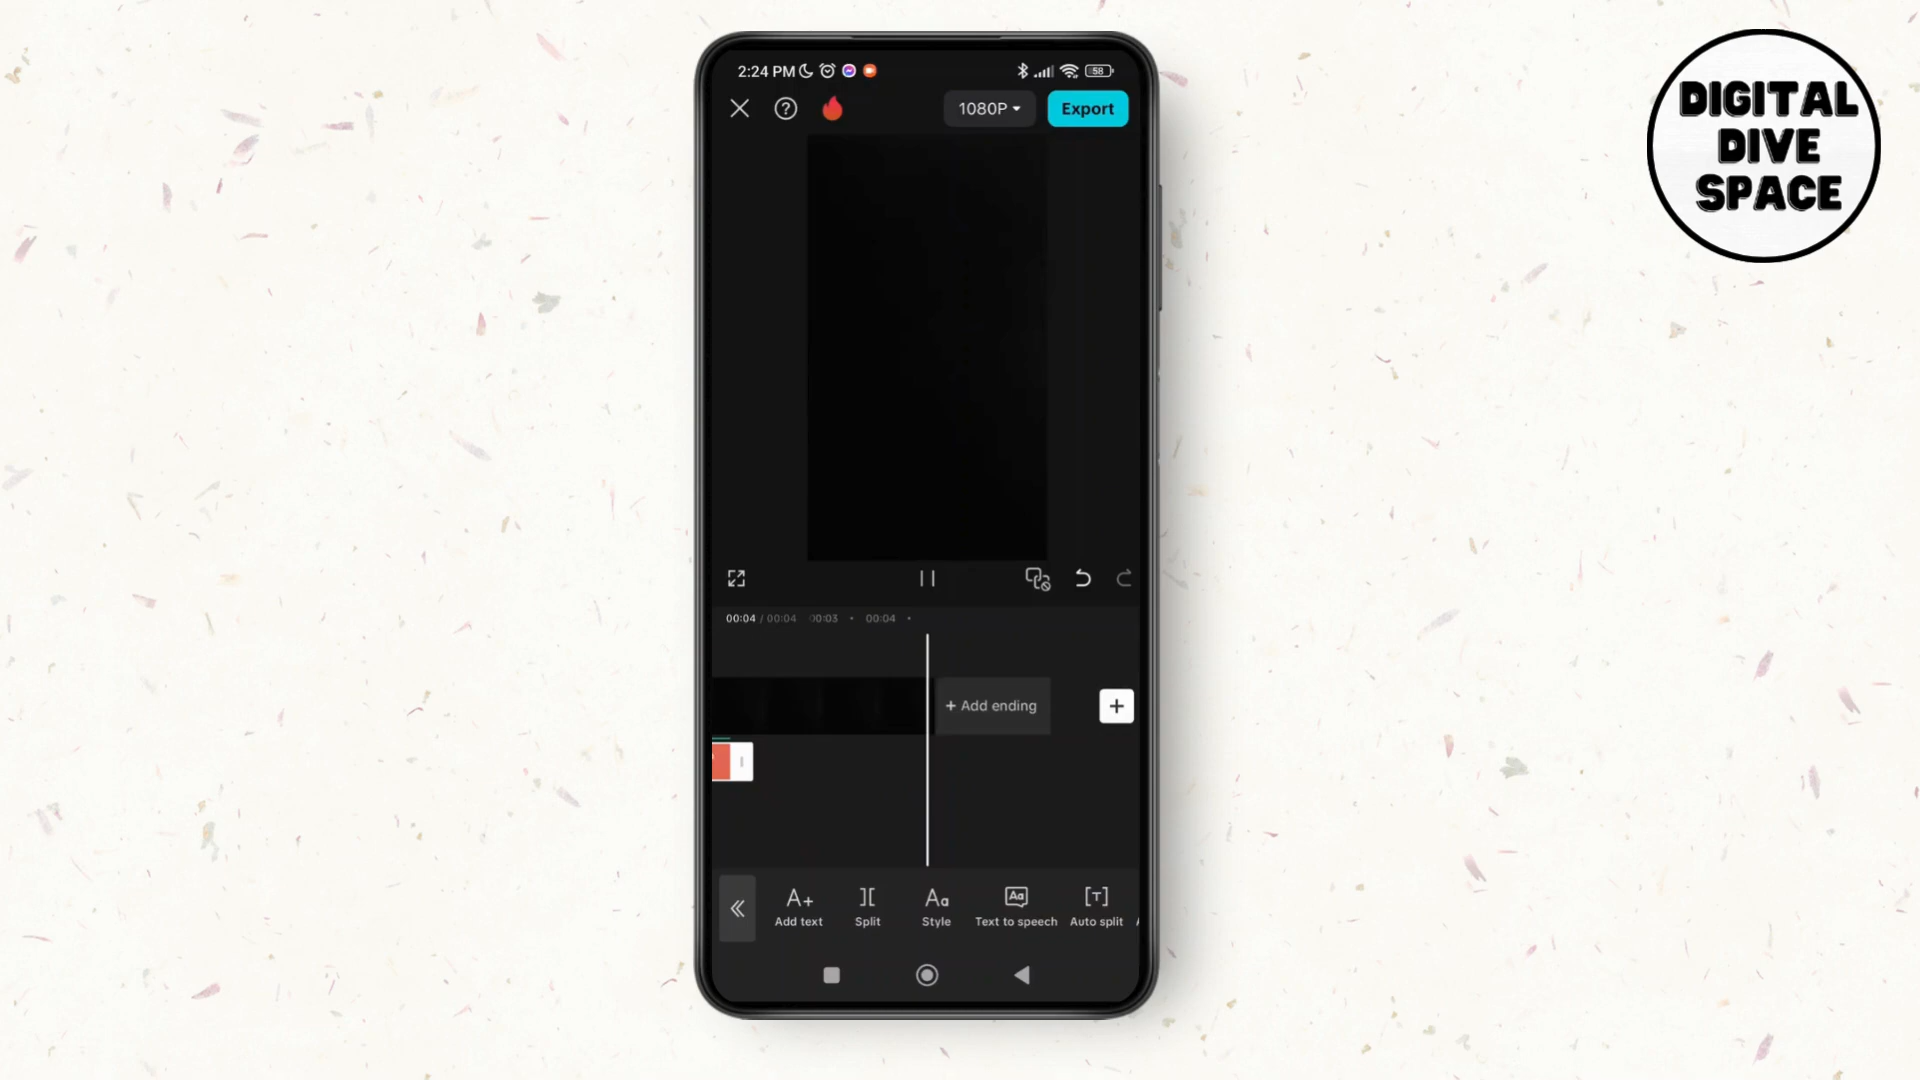 DIGITAL
DIVE
SPACE
2:24 PM
58
1080P
Export
00:04 / 00:04 00:03 00:04
+ Add ending
Add text
Split
Style
Text to speech
Auto split